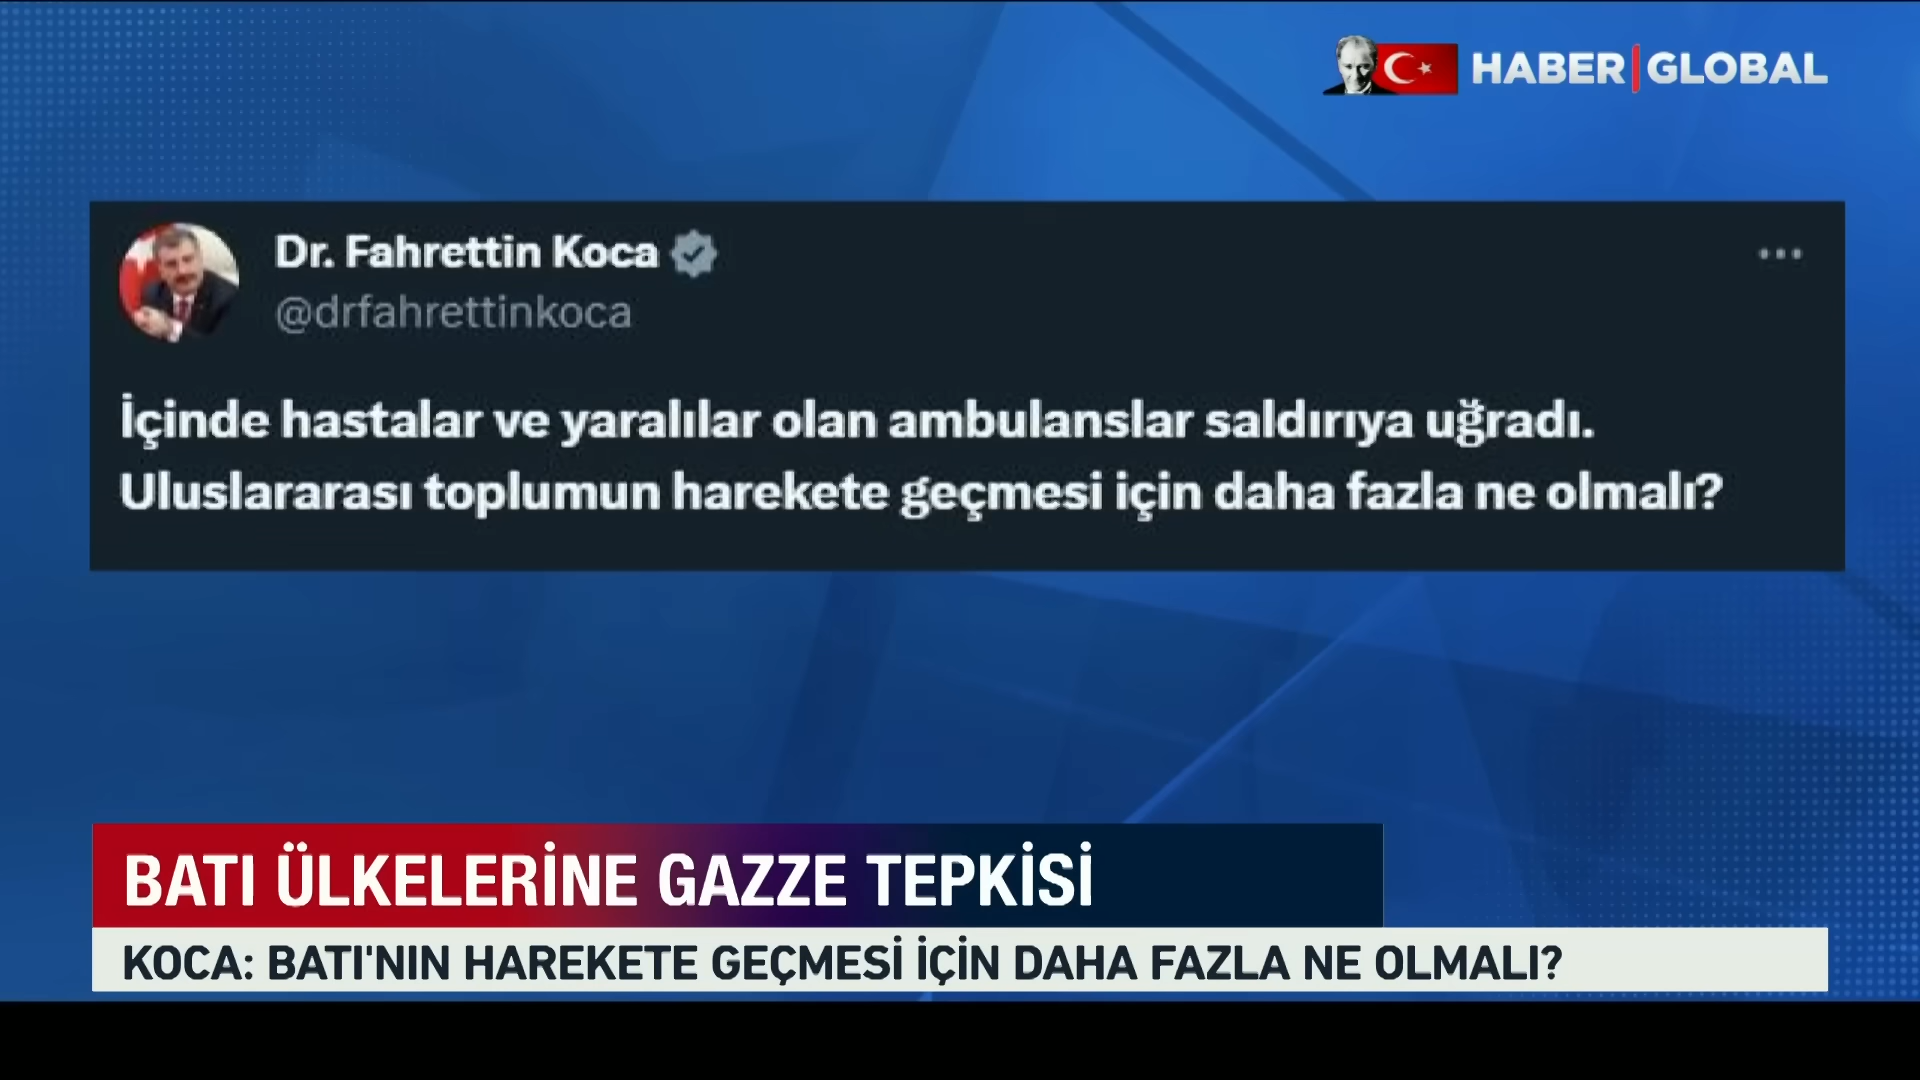 HABER GLOBAL
Dr. Fahrettin Koca
@drfahrettinkoca
İçinde hastalar ve yaralılar olan ambulanslar saldırıya uğradı.
Uluslararası toplumun harekete geçmesi için daha fazla ne olmalı?
BATI ÜLKELERİNE GAZZE TEPKİSİ
KOCA: BATI'NIN HAREKETE GEÇMESİ İÇİN DAHA FAZLA NE OLMALI?